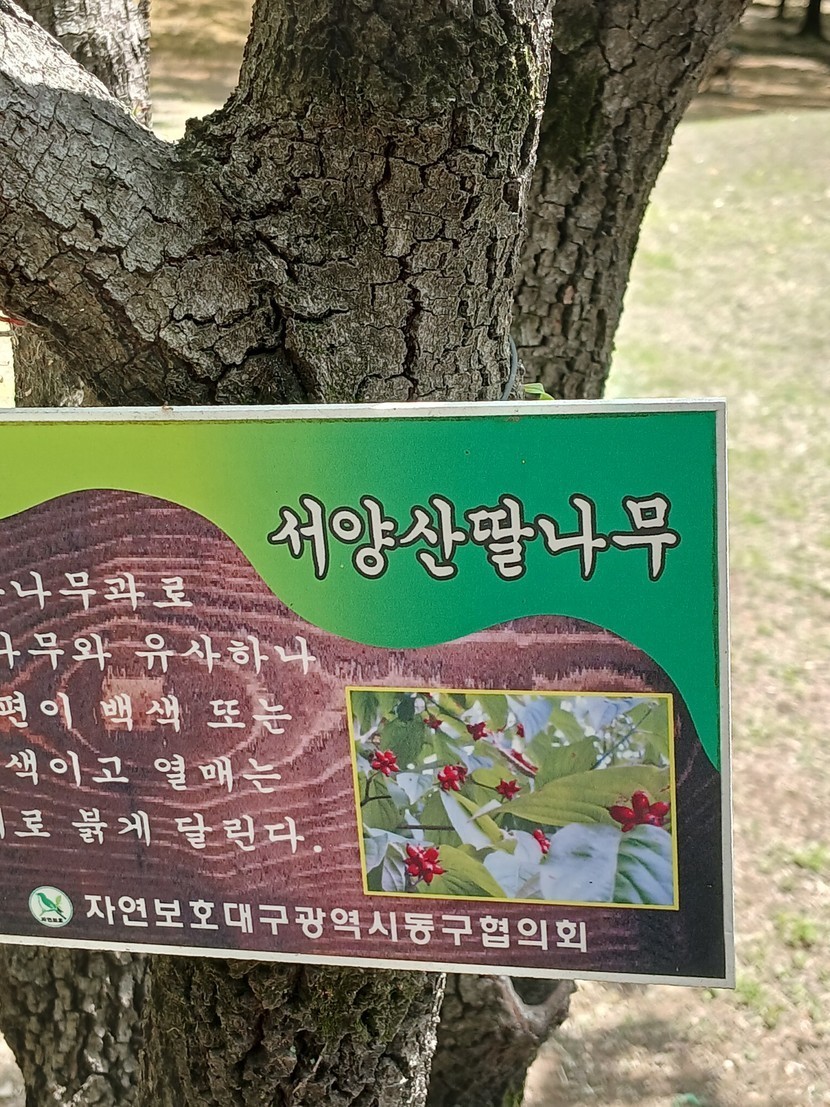 서양산딸나무
나무과로
나무와 유사하나
편이 백색 또는
색이고 열매는
로 붉게 달린다.
자연보호대구광역시동구협의회